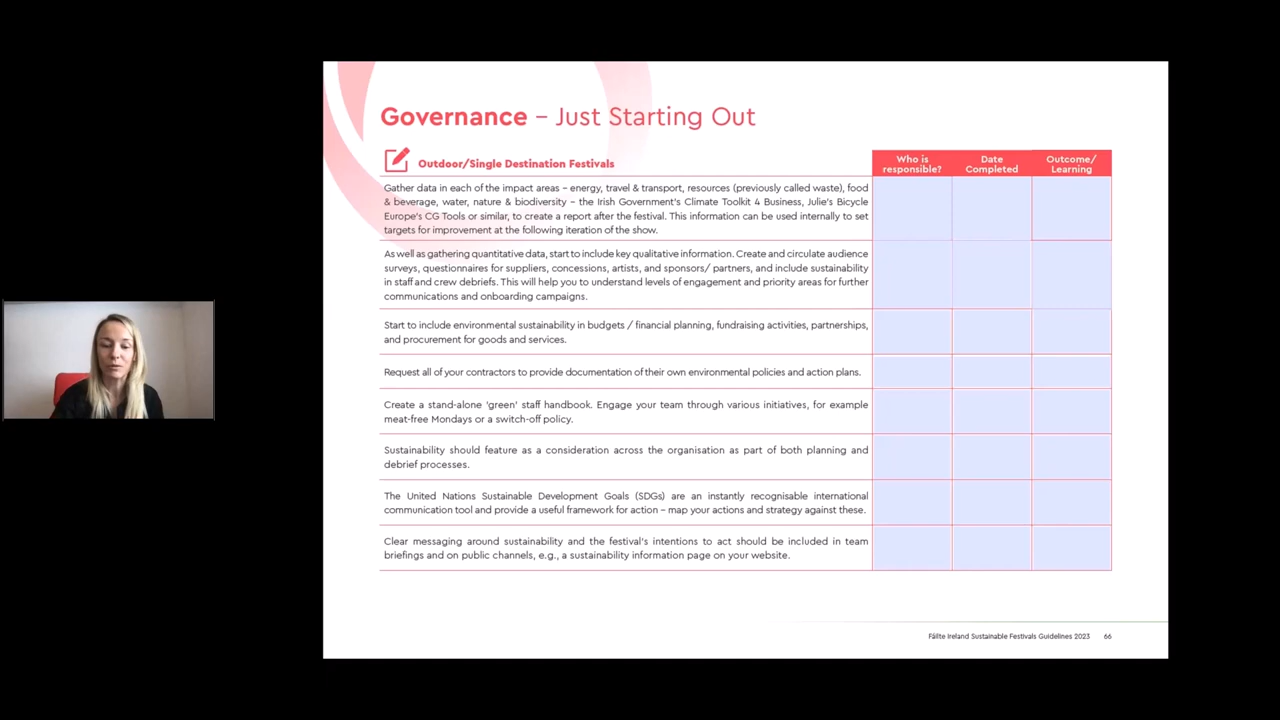 Governance – Just Starting Out
Outdoor/Single Destination Festivals
Who is
responsible?
Date
Completed
Outcome/
Learning
Gather data in each of the impact areas – energy, travel & transport, resources (previously called waste), food
& beverage, water, nature & biodiversity – the Irish Government's Climate Toolkit 4 Business, Julie's Bicycle
Europe's CG Tools or similar, to create a report after the festival. This information can be used internally to set
targets for improvement at the following iteration of the show.
As well as gathering quantitative data, start to include key qualitative information. Create and circulate audience
surveys, questionnaires for suppliers, concessions, artists, and sponsors/ partners, and include sustainability
in staff and crew debriefs. This will help you to understand levels of engagement and priority areas for further
communications and onboarding campaigns.
Start to include environmental sustainability in budgets / financial planning, fundraising activities, partnerships,
and procurement for goods and services.
Request all of your contractors to provide documentation of their own environmental policies and action plans.
Create a stand-alone 'green' staff handbook. Engage your team through various initiatives, for example
meat-free Mondays or a switch-off policy.
Sustainability should feature as a consideration across the organisation as part of both planning and
debrief processes.
The United Nations Sustainable Development Goals (SDGs) are an instantly recognisable international
communication tool and provide a useful framework for action – map your actions and strategy against these.
Clear messaging around sustainability and the festival's intentions to act should be included in team
briefings and on public channels, e.g., a sustainability information page on your website.
Fáilte Ireland Sustainable Festivals Guidelines 2023 66